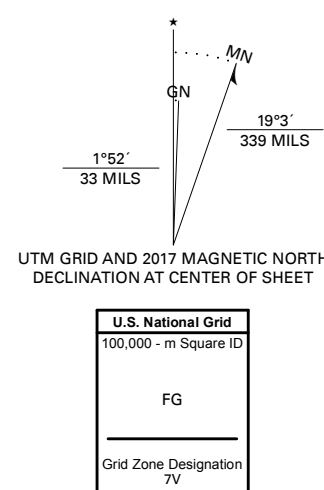 ★
MN
GN
19°3´
339 MILS
1°52´
33 MILS
UTM GRID AND 2017 MAGNETIC NORTH
DECLINATION AT CENTER OF SHEET
U.S. National Grid
100,000 - m Square ID
FG
Grid Zone Designation
7V